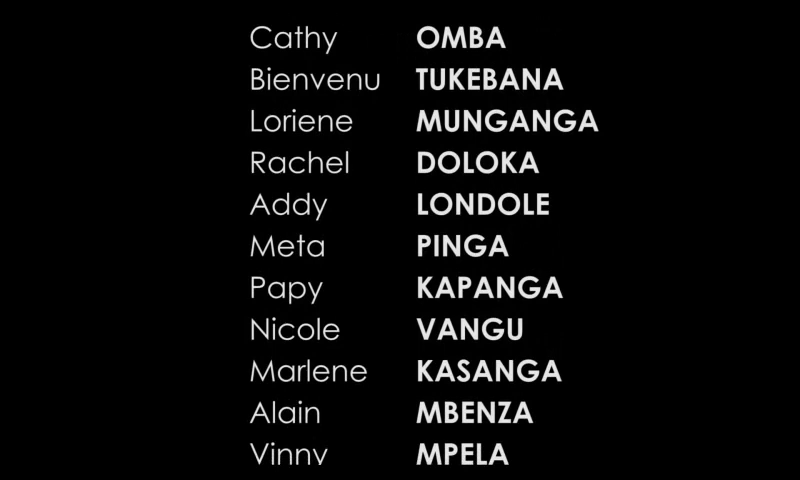 Cathy OMBA
Bienvenu TUKEBANA
Loriene MUNGANGA
Rachel DOLOKA
Addy LONDOLE
Meta PINGA
Papy KAPANGA
Nicole VANGU
Marlene KASANGA
Alain MBENZA
Vinny MPELA